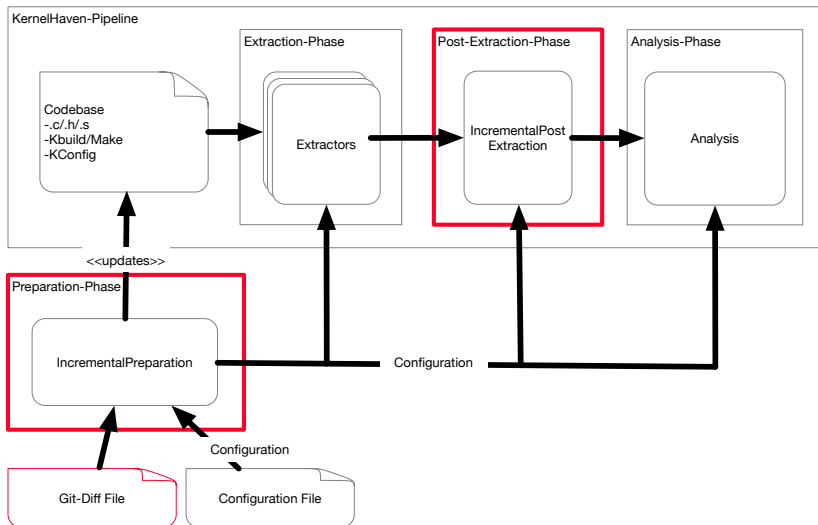 KernelHaven-Pipeline
Extraction-Phase
Post-Extraction-Phase
Analysis-Phase
Codebase
-.c/.h/.s
-Kbuild/Make
-KConfig
Extractors
IncrementalPost
Extraction
Analysis
<<updates>>
Preparation-Phase
IncrementalPreparation
Configuration
Configuration
Git-Diff File
Configuration File